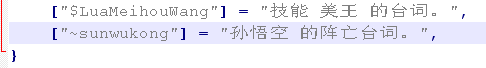 ["$LuaMeihouWang"] = "技能 美王 的台词。",
["~sunwukong"] = "孙悟空 的阵亡台词。",
}